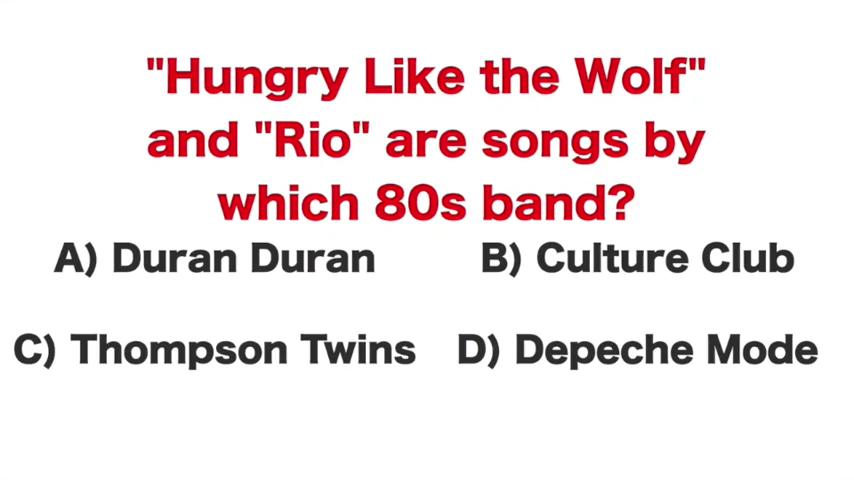 "Hungry Like the Wolf"
and "Rio" are songs by
which 80s band?
A) Duran Duran B) Culture Club
C) Thompson Twins D) Depeche Mode